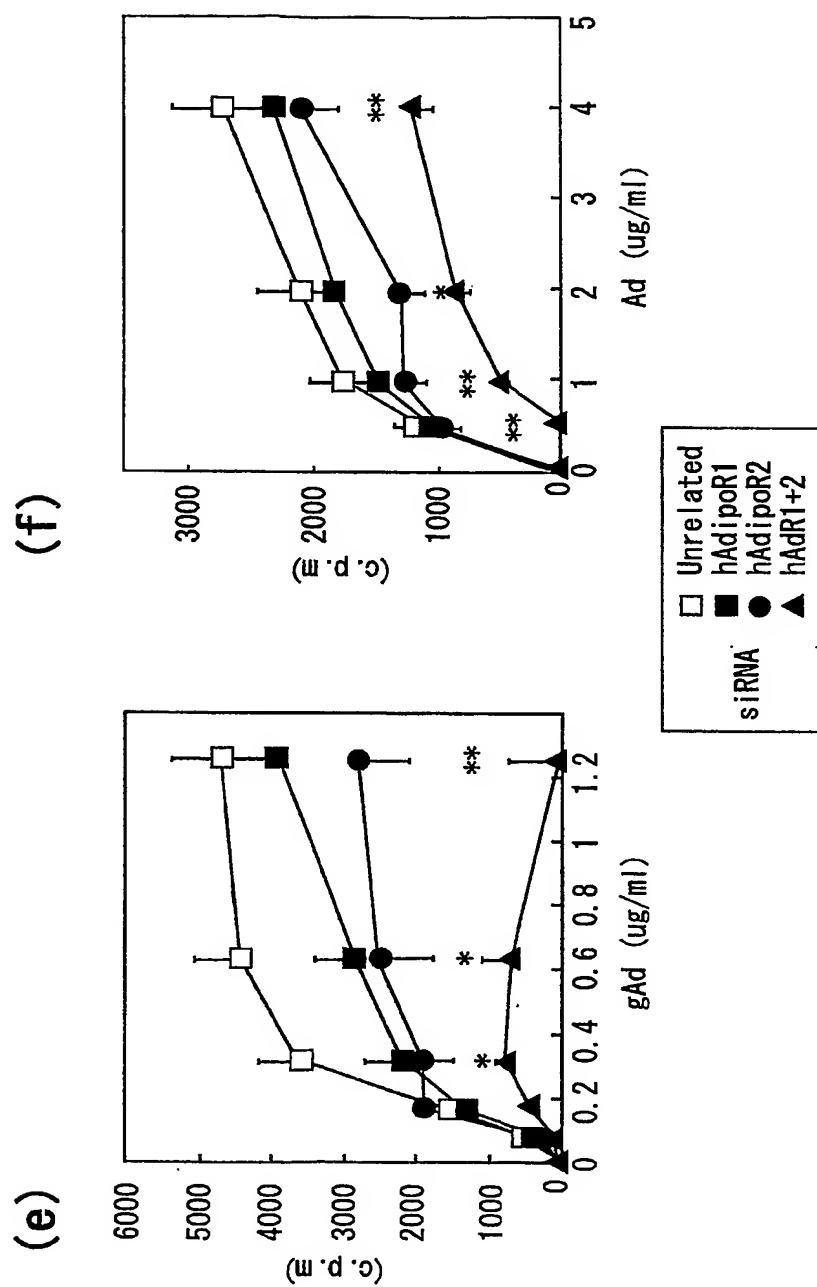 (e)
(c.p.m)
6000
5000
4000
3000
2000
1000
0
0 0.2 0.4 0.6 0.8 1 1.2
gAd (ug/ml)
*
*
**
(f)
(c.p.m)
3000
2000
1000
0
0 1 2 3 4 5
Ad (ug/ml)
**
**
*
**
siRNA
Unrelated
hAdipoR1
hAdipoR2
hAdR1+2